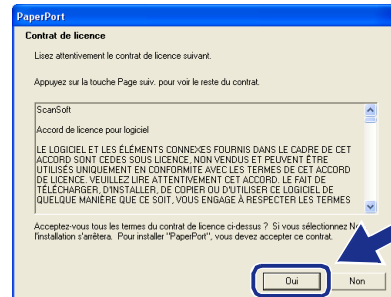 PaperPort
Contrat de licence
Lisez attentivement le contrat de licence suivant.
Appuyez sur la touche Page suiv. pour voir le reste du contrat.
ScanSoft
Accord de licence pour logiciel
LE LOGICIEL ET LES ÉLÉMENTS CONNEXES FOURNIS DANS LE CADRE DE CET
ACCORD SONT CEDES SOUS LICENCE, NON VENDUS ET PEUVENT ÊTRE
UTILISÉS UNIQUEMENT EN CONFORMITE AVEC LES TERMES DE CET ACCORD
DE LICENCE. VEUILLEZ LIRE ATTENTIVEMENT CET ACCORD. LE FAIT DE
TÉLÉCHARGER, D'INSTALLER, DE COPIER OU D'UTILISER CE LOGICIEL DE
QUELQUE MANIÈRE QUE CE SOIT, VOUS ENGAGE À RESPECTER LES TERMES
Acceptez-vous tous les termes du contrat de licence ci-dessus ? Si vous sélectionnez
l'installation s'arrêtera. Pour installer "PaperPort", vous devez accepter ce contrat.
Oui
Non